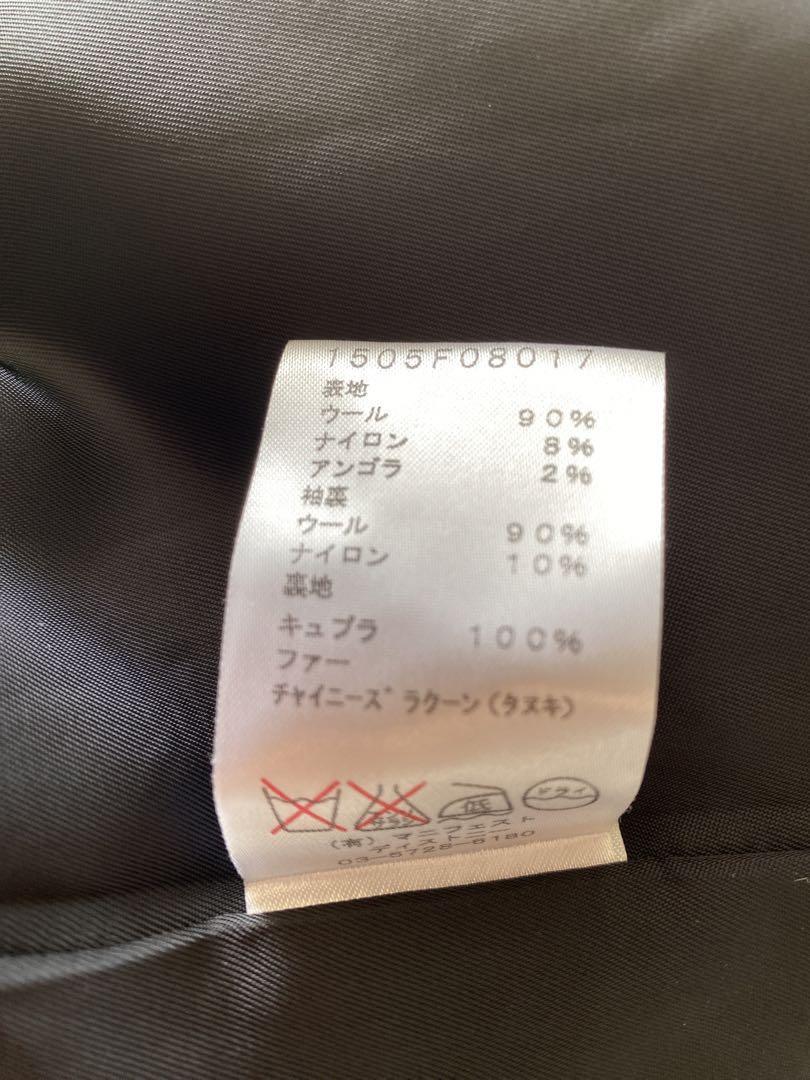 1505F08017
表地
ウール 90%
ナイロン 8%
アンゴラ 2%
袖裏
ウール 90%
ナイロン 10%
裏地
キュプラ 100%
ファー
チャイニーズラクーン(タヌキ)
低 ドライ
(有)マニフェスト
03-5728-6180